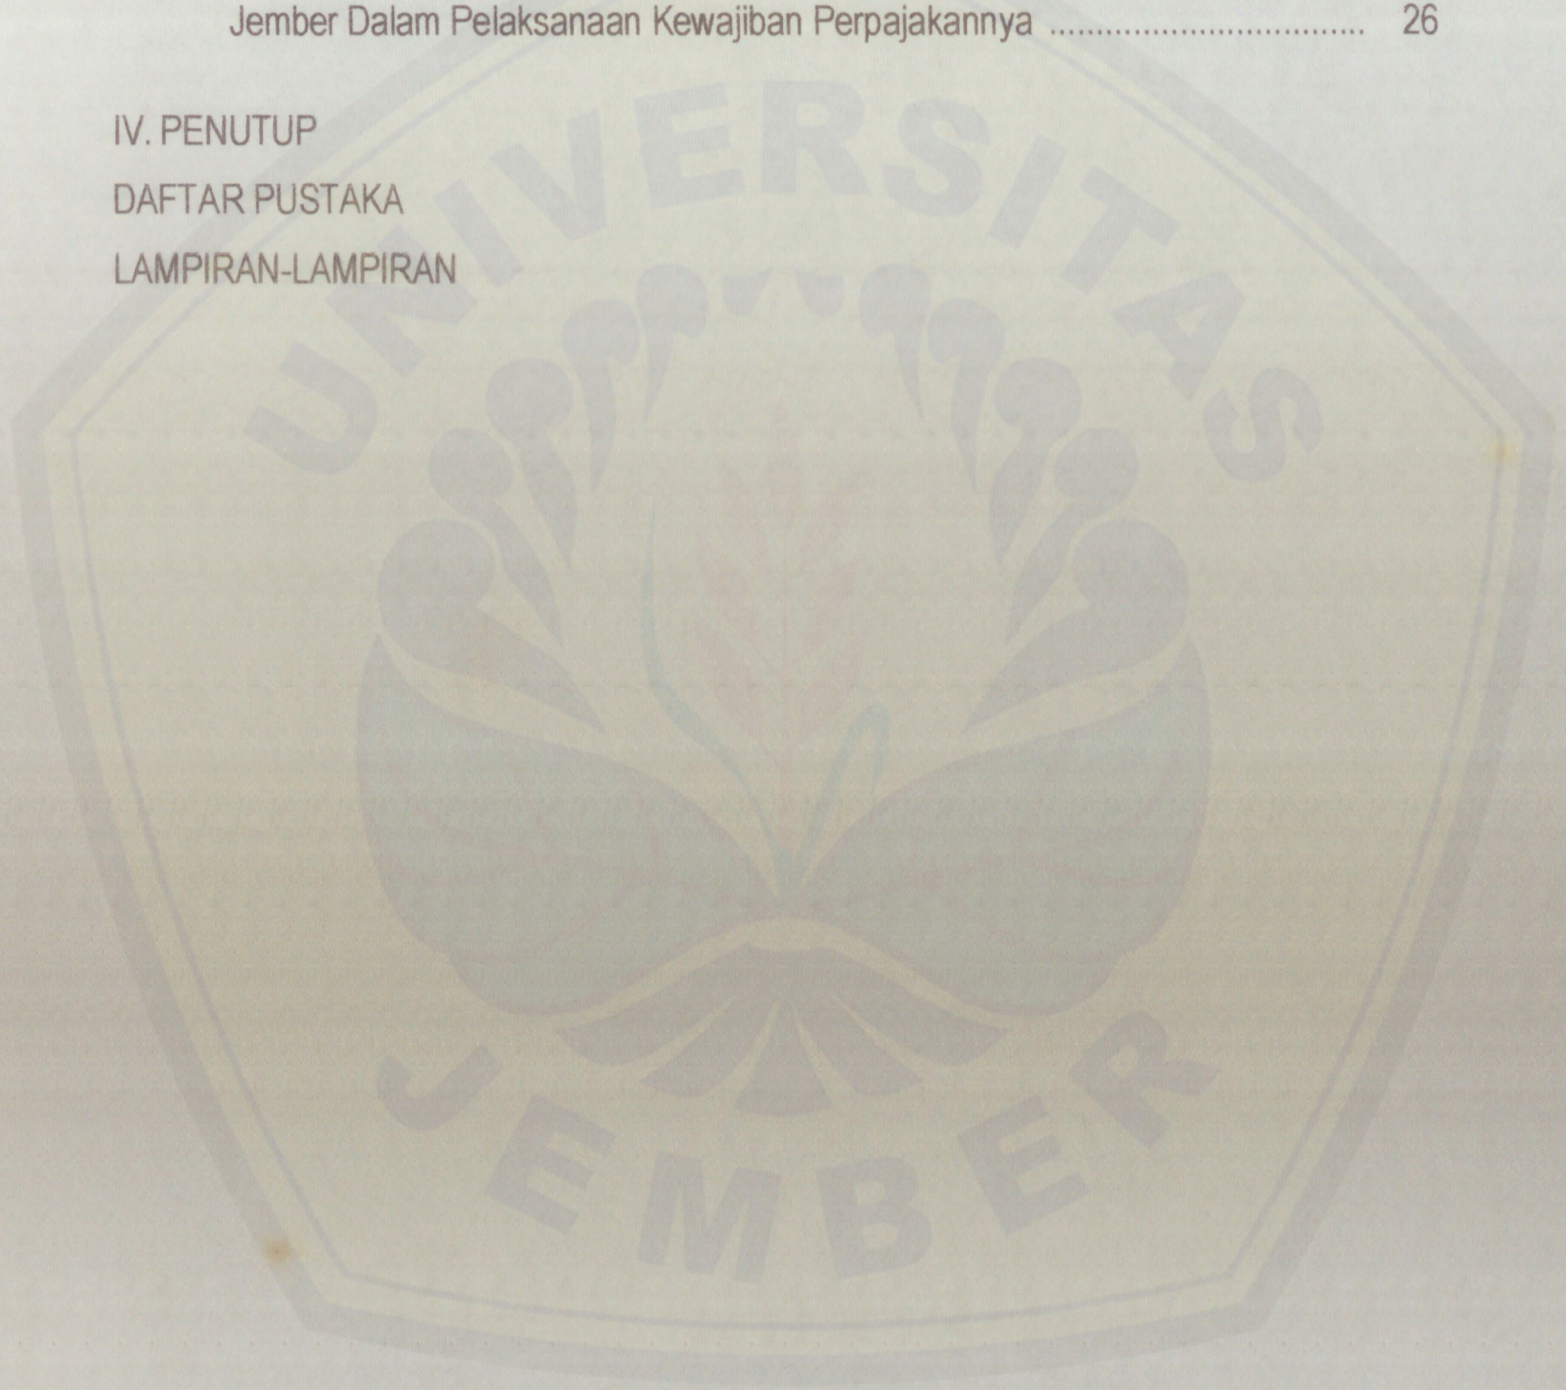 Jember Dalam Pelaksanaan Kewajiban Perpajakannya .................................. 26
IV. PENUTUP
DAFTAR PUSTAKA
LAMPIRAN-LAMPIRAN
UNIVERSITAS
JEMBER